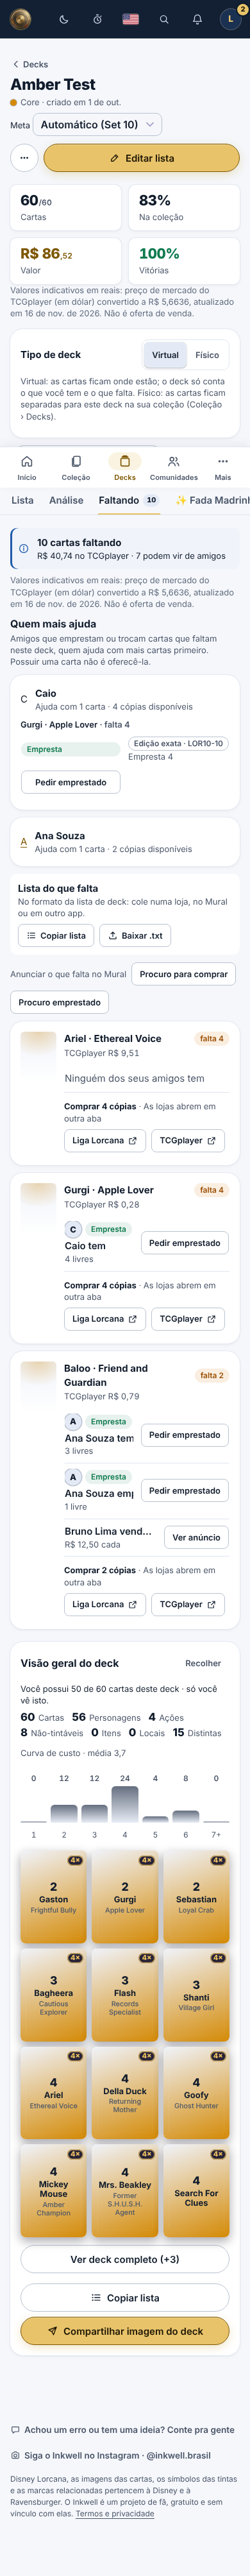 L
2
Decks
Amber Test
Core · criado em 1 de out.
Meta Automático (Set 10)
Editar lista
60/60
Cartas
83%
Na coleção
R$ 86,52
Valor
100%
Vitórias
Valores indicativos em reais: preço de mercado do
TCGplayer (em dólar) convertido a R$ 5,6636, atualizado
em 16 de nov. de 2026. Não é oferta de venda.
Tipo de deck
Virtual
Físico
Virtual: as cartas ficam onde estão; o deck só conta
o que você tem e o que falta. Físico: as cartas ficam
separadas para este deck na sua coleção (Coleção
› Decks).
Início
Coleção
Decks
Comunidades
Mais
Lista
Análise
Faltando 10
✨ Fada Madrinh
10 cartas faltando
R$ 40,74 no TCGplayer · 7 podem vir de amigos
Valores indicativos em reais: preço de mercado do
TCGplayer (em dólar) convertido a R$ 5,6636, atualizado
em 16 de nov. de 2026. Não é oferta de venda.
Quem mais ajuda
Amigos que emprestam ou trocam cartas que faltam
neste deck, quem ajuda com mais cartas primeiro.
Possuir uma carta não é oferecê-la.
C
Caio
Ajuda com 1 carta · 4 cópias disponíveis
Gurgi · Apple Lover · falta 4
Empresta
Edição exata · LOR10-10
Empresta 4
Pedir emprestado
A
Ana Souza
Ajuda com 1 carta · 2 cópias disponíveis
Lista do que falta
No formato da lista de deck: cole numa loja, no Mural
ou em outro app.
Copiar lista
Baixar .txt
Anunciar o que falta no Mural
Procuro para comprar
Procuro emprestado
Ariel · Ethereal Voice
falta 4
TCGplayer R$ 9,51
Ninguém dos seus amigos tem
Comprar 4 cópias · As lojas abrem em
outra aba
Liga Lorcana
TCGplayer
Gurgi · Apple Lover
falta 4
TCGplayer R$ 0,28
C
Empresta
Caio tem
4 livres
Pedir emprestado
Comprar 4 cópias · As lojas abrem em
outra aba
Liga Lorcana
TCGplayer
Baloo · Friend and
Guardian
falta 2
TCGplayer R$ 0,79
A
Empresta
Ana Souza tem
3 livres
Pedir emprestado
A
Empresta
Ana Souza emp
1 livre
Pedir emprestado
Bruno Lima vend...
R$ 12,50 cada
Ver anúncio
Comprar 2 cópias · As lojas abrem em
outra aba
Liga Lorcana
TCGplayer
Visão geral do deck
Recolher
Você possui 50 de 60 cartas deste deck · só você
vê isto.
60 Cartas 56 Personagens 4 Ações
8 Não-tintáveis 0 Itens 0 Locais 15 Distintas
Curva de custo · média 3,7
0 12 12 24 4 8 0
1 2 3 4 5 6 7+
4×
2
Gaston
Frightful Bully
4×
2
Gurgi
Apple Lover
4×
2
Sebastian
Loyal Crab
4×
3
Bagheera
Cautious
Explorer
4×
3
Flash
Records
Specialist
4×
3
Shanti
Village Girl
4×
4
Ariel
Ethereal Voice
4×
4
Della Duck
Returning
Mother
4×
4
Goofy
Ghost Hunter
4×
4
Mickey
Mouse
Amber
Champion
4×
4
Mrs. Beakley
Former
S.H.U.S.H.
Agent
4×
4
Search For
Clues
Ver deck completo (+3)
Copiar lista
Compartilhar imagem do deck
Achou um erro ou tem uma ideia? Conte pra gente
Siga o Inkwell no Instagram · @inkwell.brasil
Disney Lorcana, as imagens das cartas, os símbolos das tintas
e as marcas relacionadas pertencem à Disney e à
Ravensburger. O Inkwell é um projeto de fã, gratuito e sem
vínculo com elas. Termos e privacidade